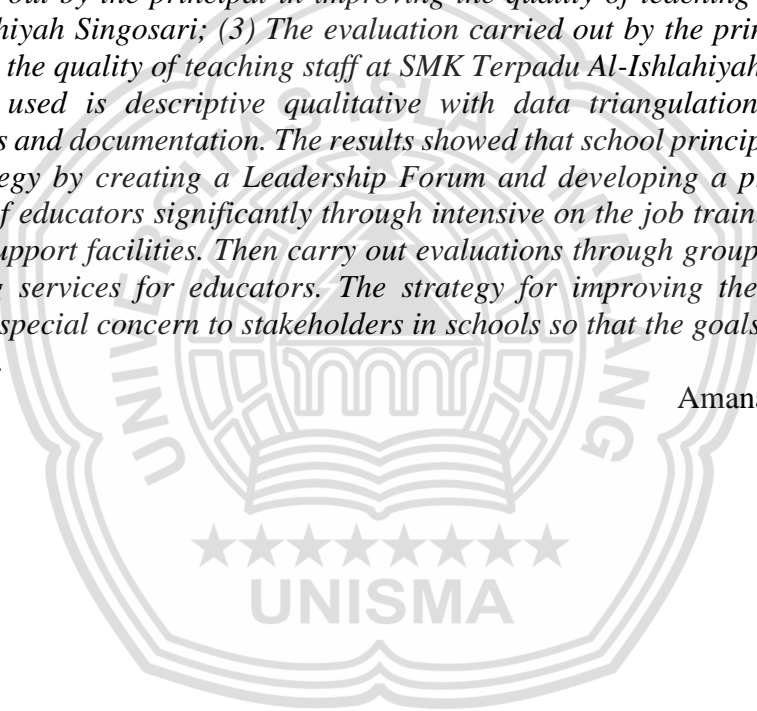 out by the principal in improving the quality of teaching
hiyah Singosari; (3) The evaluation carried out by the prin
the quality of teaching staff at SMK Terpadu Al-Ishlahiyah
used is descriptive qualitative with data triangulation
s and documentation. The results showed that school princip
egy by creating a Leadership Forum and developing a p
f educators significantly through intensive on the job train
upport facilities. Then carry out evaluations through group
g services for educators. The strategy for improving the
special concern to stakeholders in schools so that the goals
.
Amana
UNIVERSITAS ISLAM MALANG
UNISMA